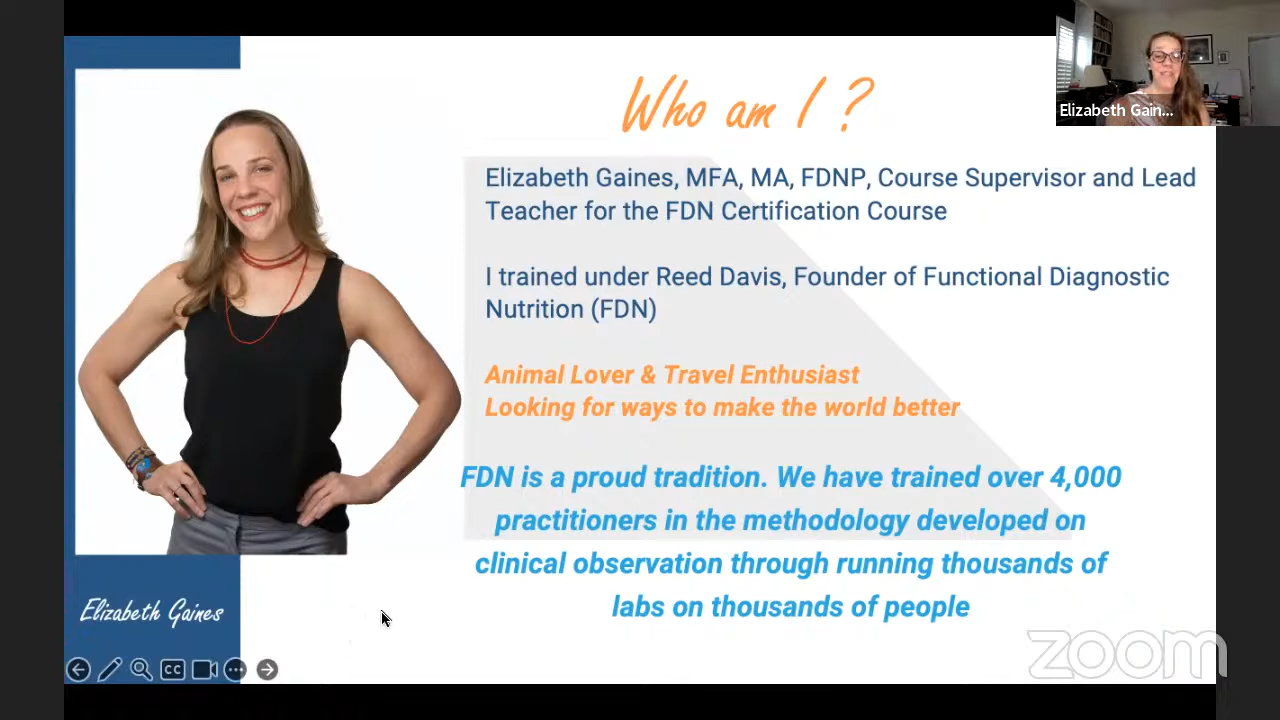 Who am I ?
Elizabeth Gain...
Elizabeth Gaines, MFA, MA, FDNP, Course Supervisor and Lead
Teacher for the FDN Certification Course
I trained under Reed Davis, Founder of Functional Diagnostic
Nutrition (FDN)
Animal Lover & Travel Enthusiast
Looking for ways to make the world better
FDN is a proud tradition. We have trained over 4,000
practitioners in the methodology developed on
clinical observation through running thousands of
labs on thousands of people
Elizabeth Gaines
CC
zoom